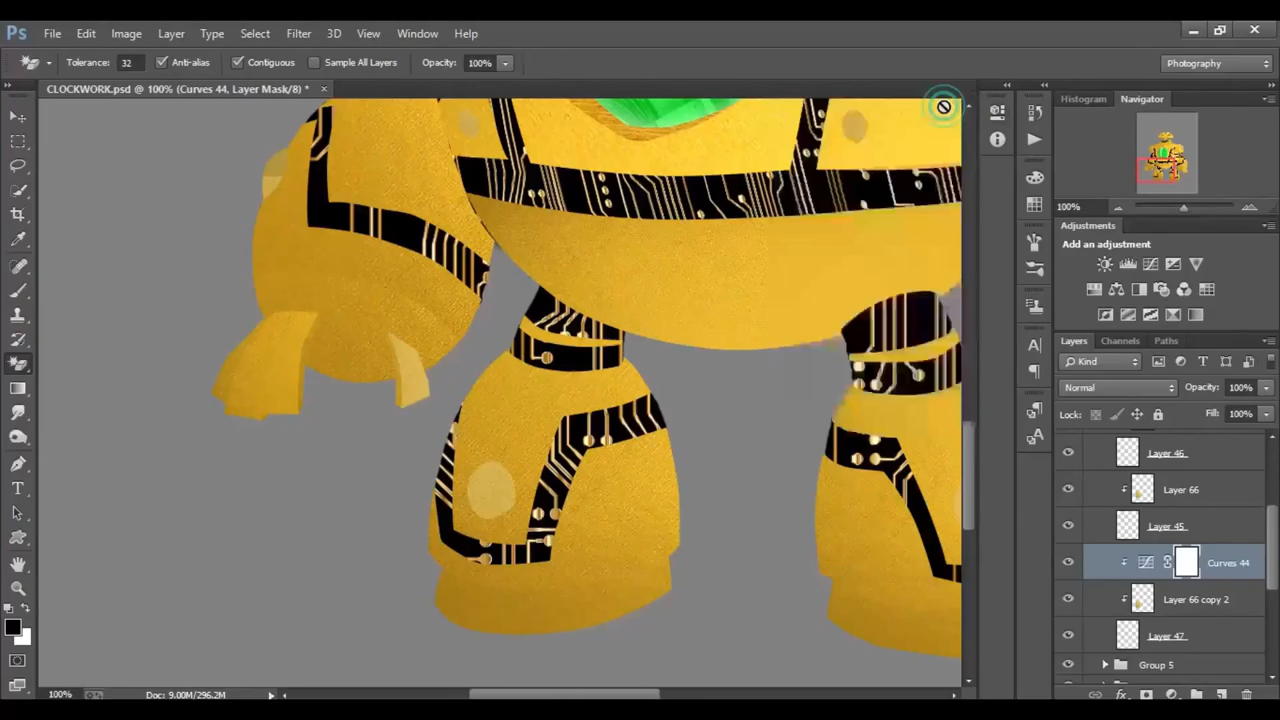 Ps File Edit Image Layer Type Select Filter 3D View Window Help
Tolerance: 32 Anti-alias Contiguous Sample All Layers Opacity: 100% Photography
CLOCKWORK.psd @ 100% (Curves 44, Layer Mask/8) *
Histogram Navigator
100%
Adjustments
Add an adjustment
Layers Channels Paths
Kind
Normal Opacity: 100%
Lock: Fill: 100%
Layer 46
Layer 66
Layer 45
Curves 44
Layer 66 copy 2
Layer 47
Group 5
100% Doc: 9.00M/296.2M